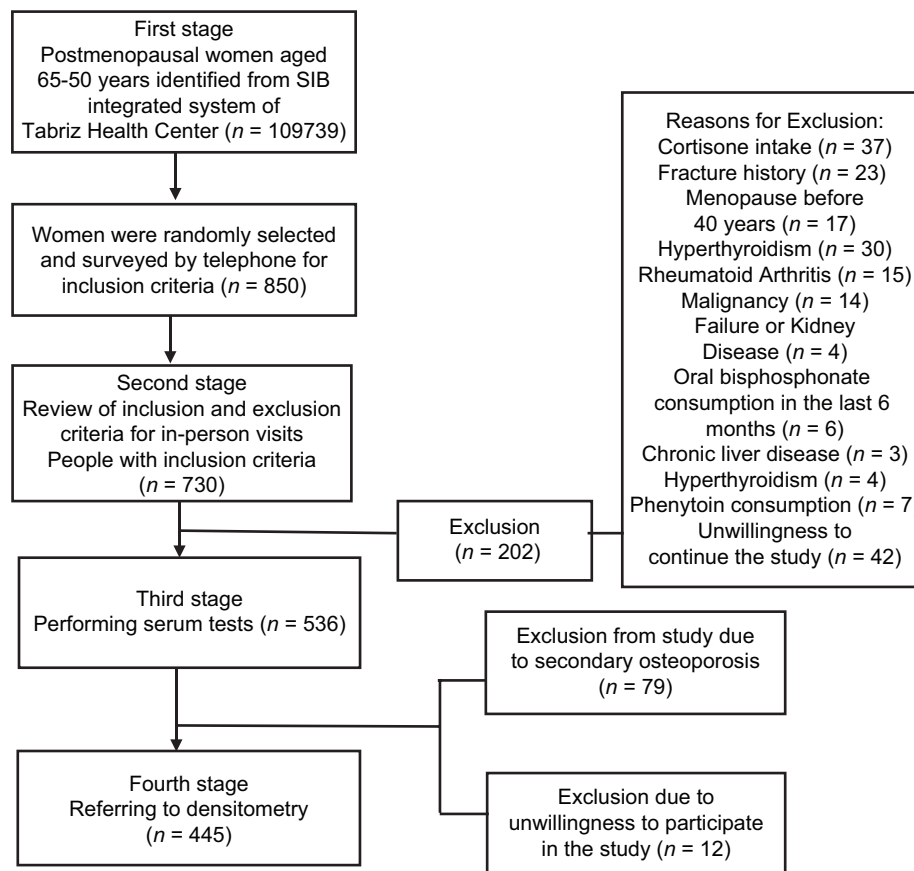 First stage
Postmenopausal women aged
65-50 years identified from SIB
integrated system of
Tabriz Health Center (n = 109739)
Women were randomly selected
and surveyed by telephone for
inclusion criteria (n = 850)
Second stage
Review of inclusion and exclusion
criteria for in-person visits
People with inclusion criteria
(n = 730)
Exclusion
(n = 202)
Reasons for Exclusion:
Cortisone intake (n = 37)
Fracture history (n = 23)
Menopause before
40 years (n = 17)
Hyperthyroidism (n = 30)
Rheumatoid Arthritis (n = 15)
Malignancy (n = 14)
Failure or Kidney
Disease (n = 4)
Oral bisphosphonate
consumption in the last 6
months (n = 6)
Chronic liver disease (n = 3)
Hyperthyroidism (n = 4)
Phenytoin consumption (n = 7
Unwillingness to
continue the study (n = 42)
Third stage
Performing serum tests (n = 536)
Exclusion from study due
to secondary osteoporosis
(n = 79)
Fourth stage
Referring to densitometry
(n = 445)
Exclusion due to
unwillingness to participate
in the study (n = 12)